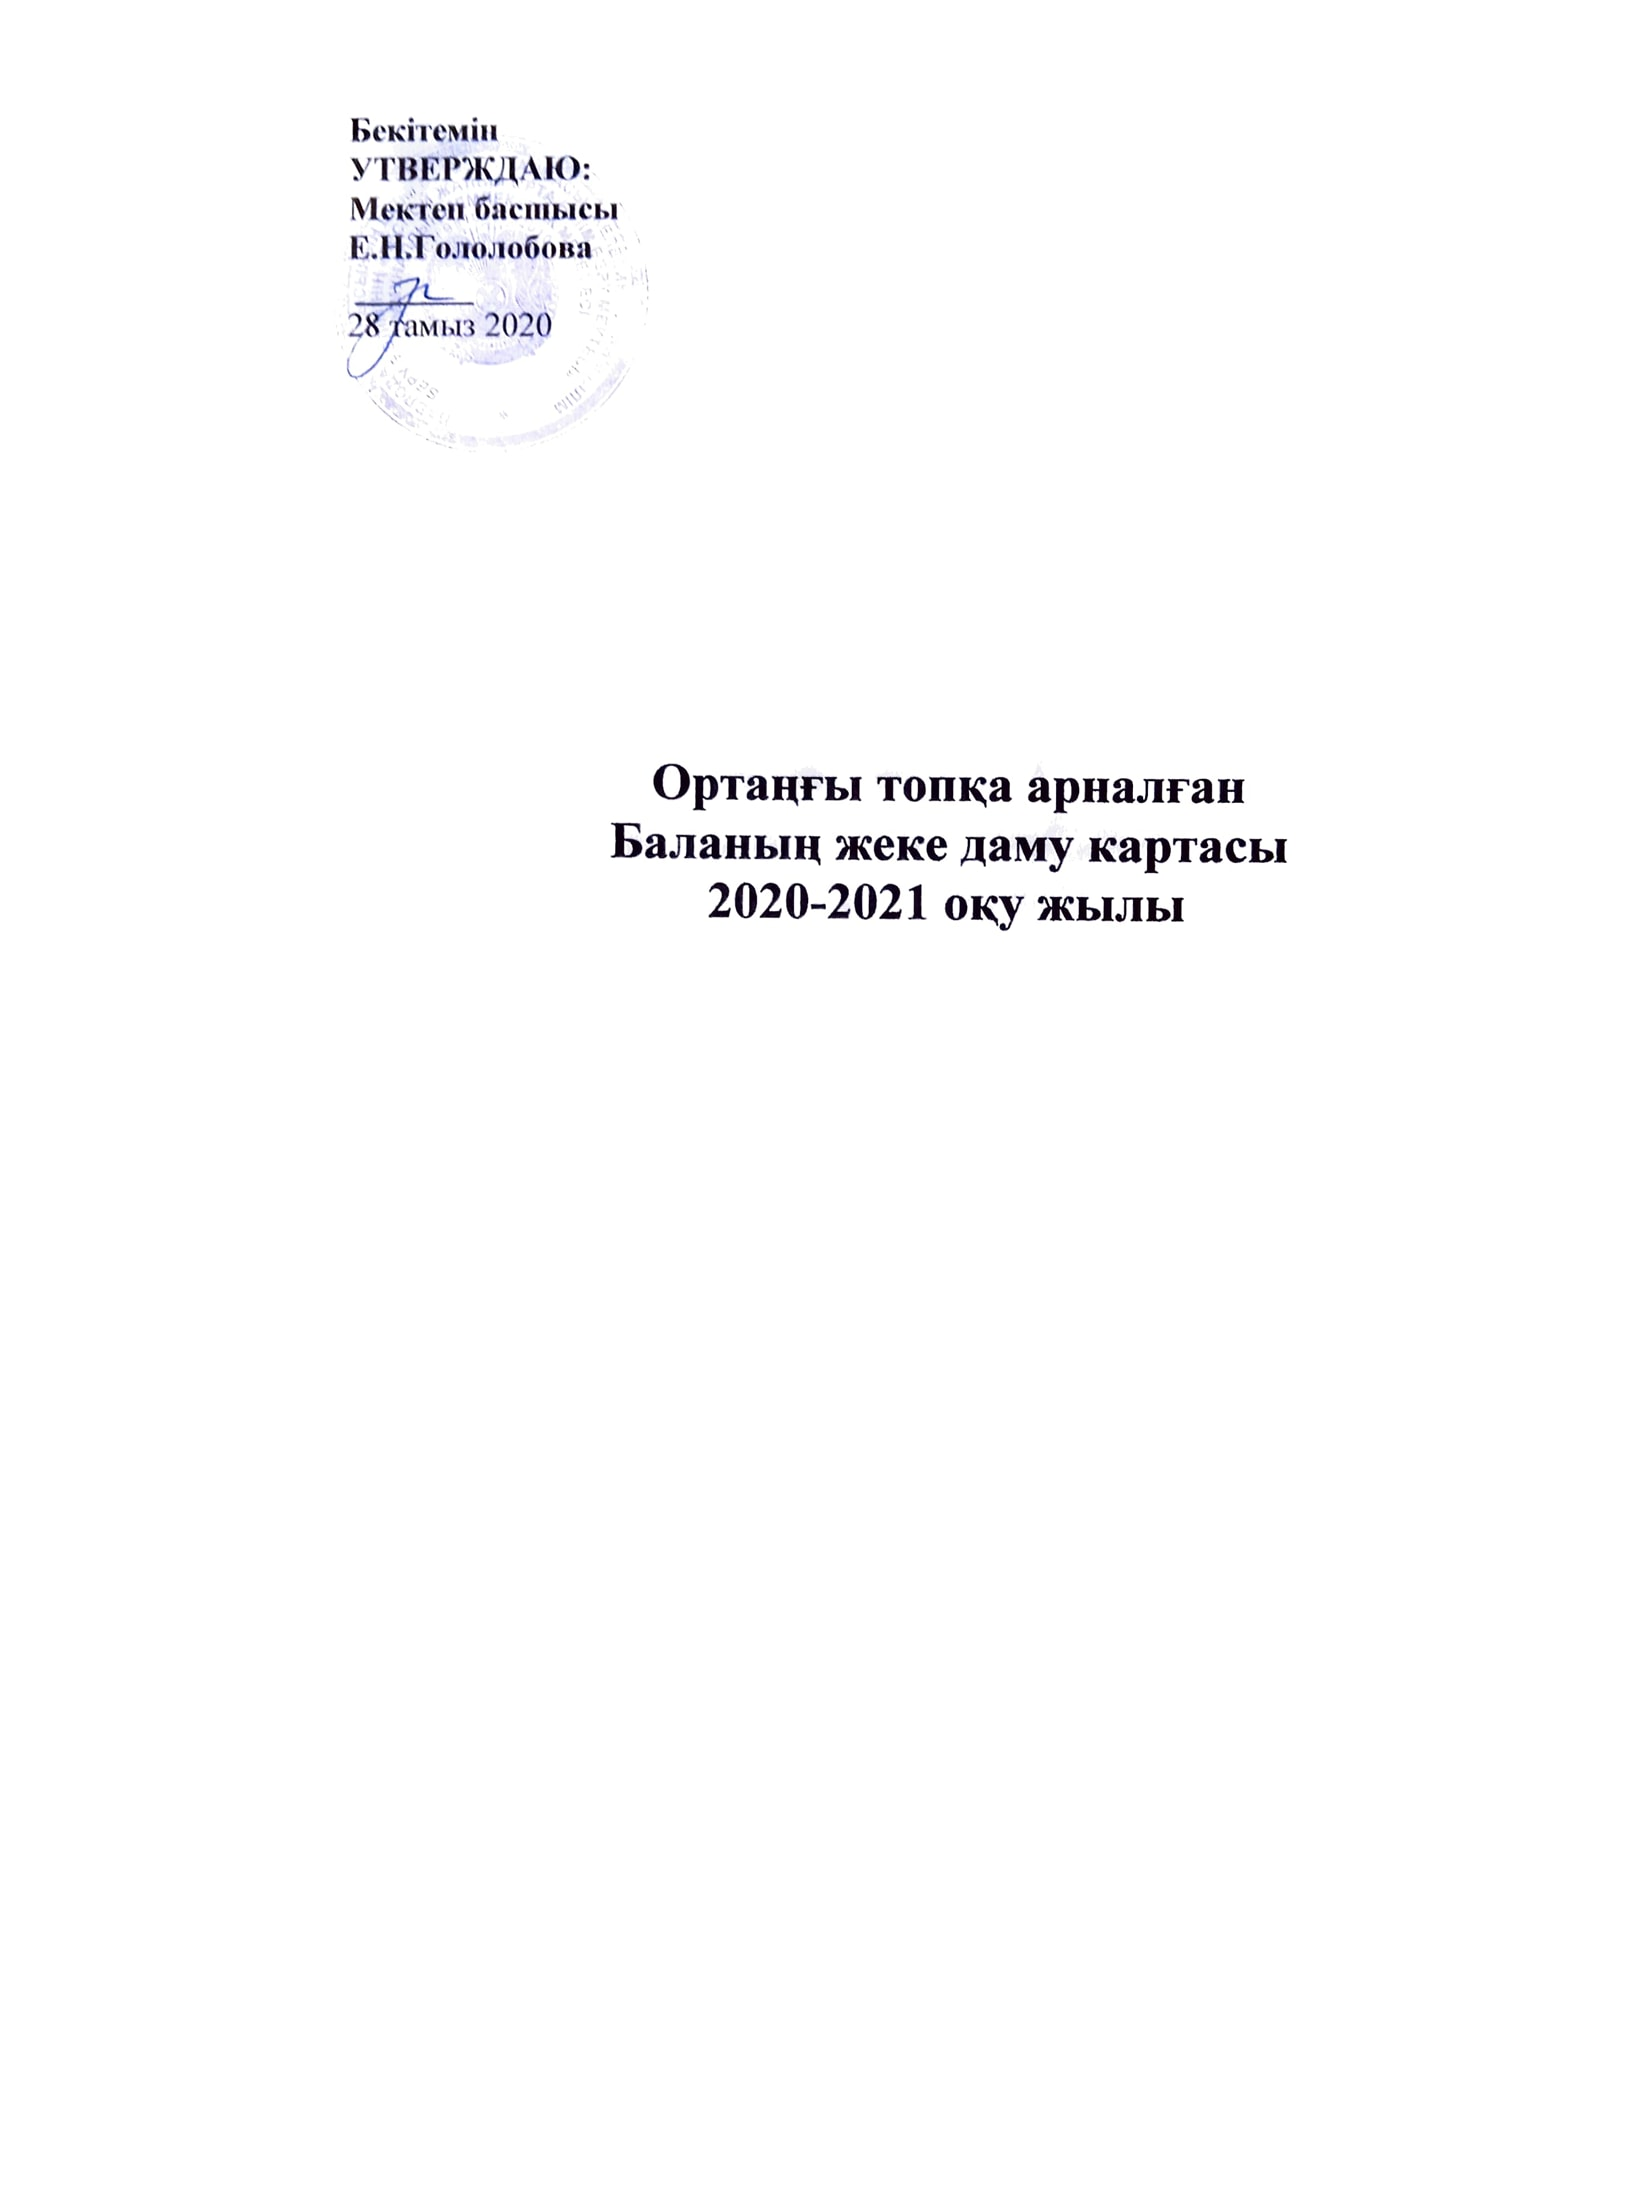 Бекітемін
УТВЕРЖДАЮ:
Мектеп басшысы
Е.Н.Гололобова
28 тамыз 2020
Ортаңғы топқа арналған
Баланың жеке даму картасы
2020-2021 оқу жылы